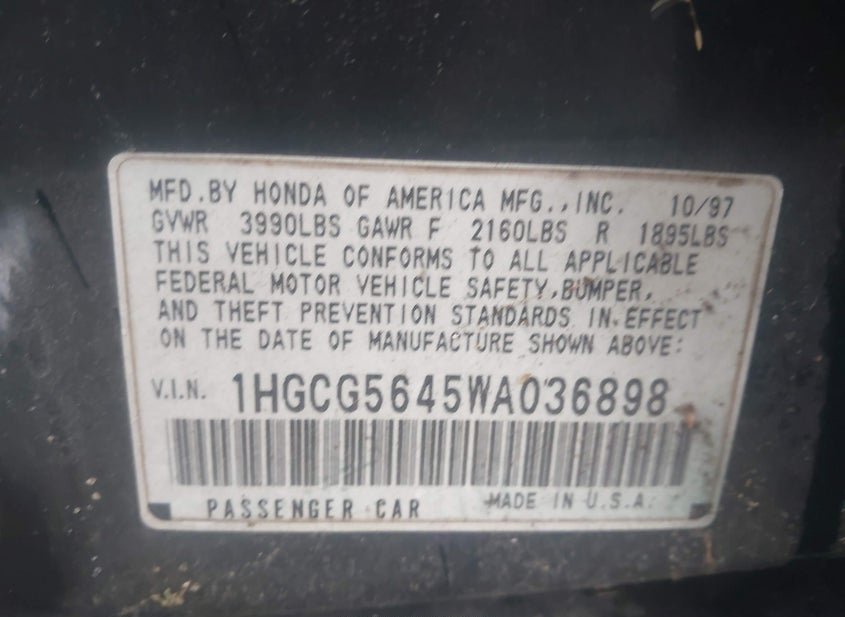 MFD.BY HONDA OF AMERICA MFG.,INC. 10/97
GVWR 3990LBS GAWR F 2160LBS R 1895LBS
THIS VEHICLE CONFORMS TO ALL APPLICABLE
FEDERAL MOTOR VEHICLE SAFETY,BUMPER,
AND THEFT PREVENTION STANDARDS IN EFFECT
ON THE DATE OF MANUFACTURE SHOWN ABOVE:
V.I.N. 1HGCG5645WA036898
PASSENGER CAR MADE IN U.S.A.